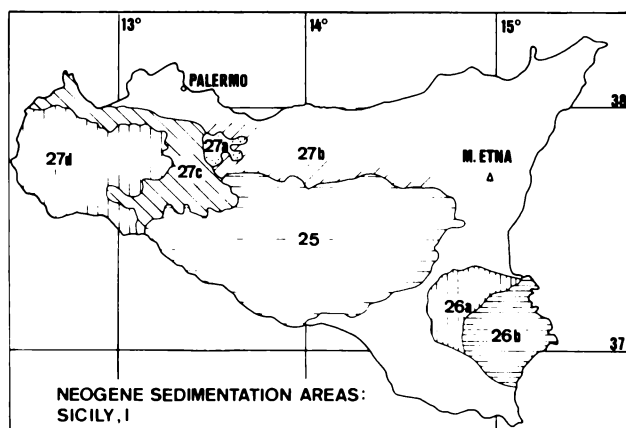 13° 14° 15°
PALERMO
38
27a
27d 27b M. ETNA
27c
25
26a
26b
37
NEOGENE SEDIMENTATION AREAS:
SICILY, I